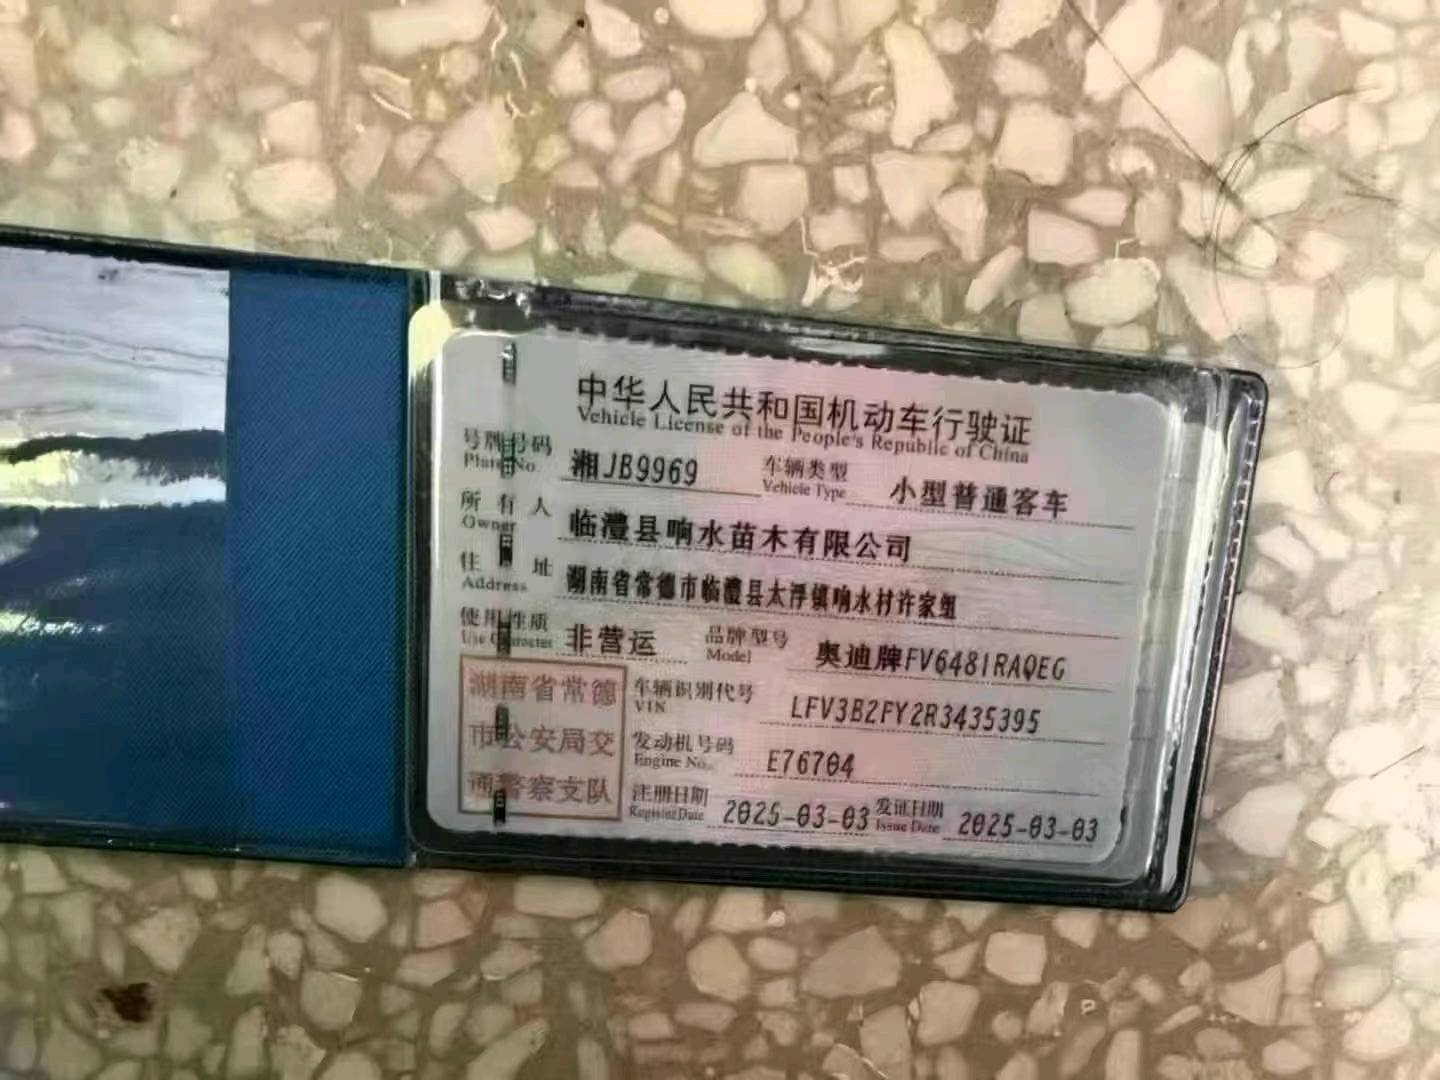 中华人民共和国机动车行驶证
Vehicle License of the People's Republic of China
号牌号码 湘JB9969 车辆类型 小型普通客车
Plate No. Vehicle Type
所有人 临澧县响水苗木有限公司
Owner
住址 湖南省常德市临澧县太浮镇响水村许家组
Address
使用性质 非营运 品牌型号 奥迪牌FV6481RAQEG
Use Character Model
车辆识别代号 LFV3B2FY2R3435395
VIN
发动机号码 E76704
Engine No.
注册日期 2025-03-03 发证日期 2025-03-03
Register Date Issue Date
湖南省常德
市公安局交
通警察支队